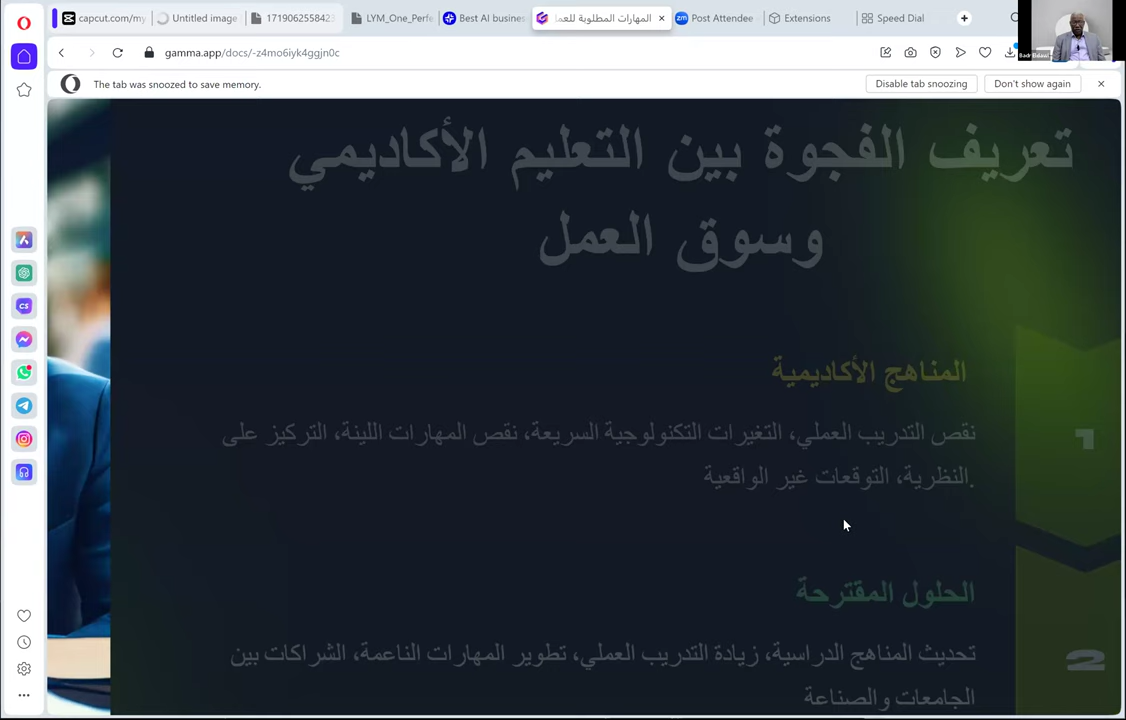 capcut.com/my
Untitled image
1719062558423
LYM_One_Perfe
Best AI busines
المهارات المطلوبة للعمل
Post Attendee
Extensions
Speed Dial
gamma.app/docs/-z4mo6iyk4ggjn0c
The tab was snoozed to save memory.
Disable tab snoozing
Don't show again
تعريف الفجوة بين التعليم الأكاديمي
وسوق العمل
المناهج الأكاديمية
1
نقص التدريب العملي، التغيرات التكنولوجية السريعة، نقص المهارات اللينة، التركيز على
النظرية، التوقعات غير الواقعية.
الحلول المقترحة
2
تحديث المناهج الدراسية، زيادة التدريب العملي، تطوير المهارات الناعمة، الشراكات بين
الجامعات والصناعة